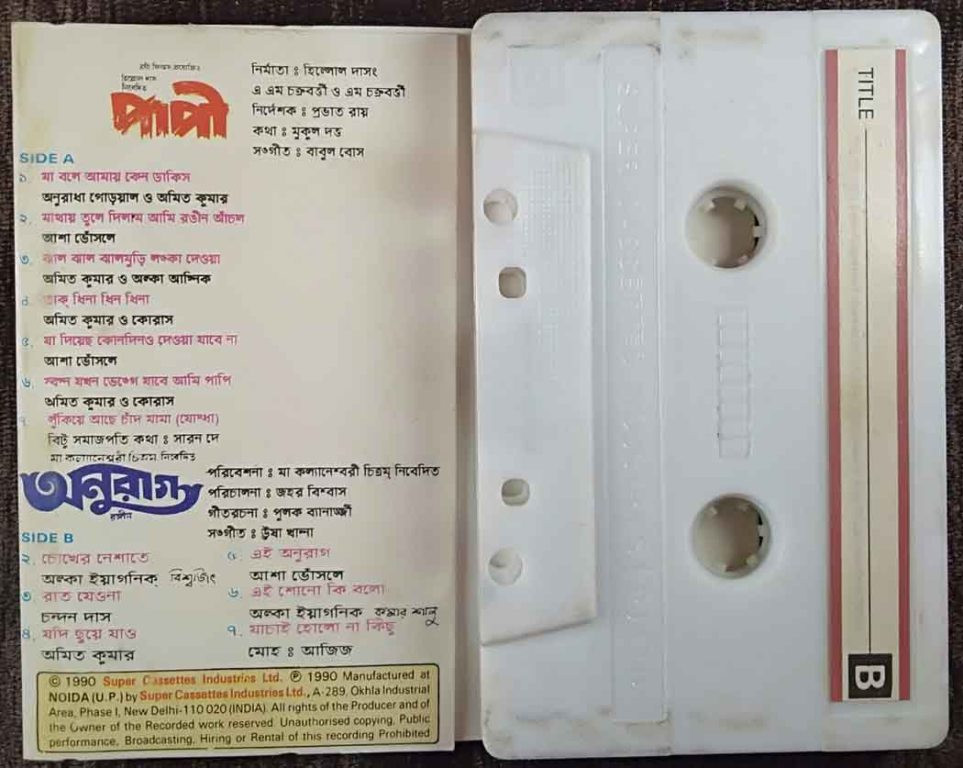 হিল্লোল দাস
নিবেদিত
পাপী
নির্মাতা ঃ হিল্লোল দাসং
এ এম চক্রবর্ত্তী ও এম চক্রবর্ত্তী
নির্দেশক ঃ প্রভাত রায়
কথা ঃ মুকুল দত্ত
সংগীত ঃ বাবুল বোস
SIDE A
১. মা বলে আমায় কেন ডাকিস
অনুরাধা পোড়য়াল ও অমিত কুমার
২. মাথায় তুলে দিলাম আমি রঙীন আঁচল
আশা ভোঁসলে
৩. ঝাল ঝাল ঝালমুড়ি লঙ্কা দেওয়া
অমিত কুমার ও অল্কা আগ্নিক
তাক্ ধিনা ধিন ধিনা
অমিত কুমার ও কোরাস
৫. যা দিয়েছ কোনদিনও দেওয়া যাবে না
আশা ভোঁসলে
৬. স্বপ্ন যখন ভেঙ্গে যাবে আমি পাপি
অমিত কুমার ও কোরাস
৭. লুঁকিয়ে আছে চাঁদ মামা (যোদ্ধা)
বিটু সমাজপতি কথা ঃ সারন দে
মা কল্যানেশ্বরী চিত্রম নিবেদিত
অনুরাগ
রঙ্গীন
পরিবেশনা ঃ মা কল্যানেশ্বরী চিত্রম্ নিবেদিত
পরিচালনা ঃ জহর বিশ্বাস
গীতরচনা ঃ পুলক ব্যানার্জ্জী
সংগীত ঃ উষা খান্না
SIDE B
২. চোখের নেশাতে
অল্কা ইয়াগনিক্ বিশ্বজিৎ
৩. রাত যেওনা
চন্দন দাস
৪. যদি ছুয়ে যাও
অমিত কুমার
৫. এই অনুরাগ
আশা ভোঁসলে
৬. এই শোনো কি বলো
অল্কা ইয়াগনিক কুমার শানু
৭. যাচাই হোলো না কিছু
মোহ ঃ আজিজ
© 1990 Super Cassettes Industries Ltd. ℗ 1990 Manufactured at
NOIDA (U.P.) by Super Cassettes Industries Ltd., A-289, Okhla Industrial
Area, Phase I, New Delhi-110 020 (INDIA). All rights of the Producer and of
the Owner of the Recorded work reserved. Unauthorised copying, Public
performance, Broadcasting, Hiring or Rental of this recording Prohibited
TITLE
B